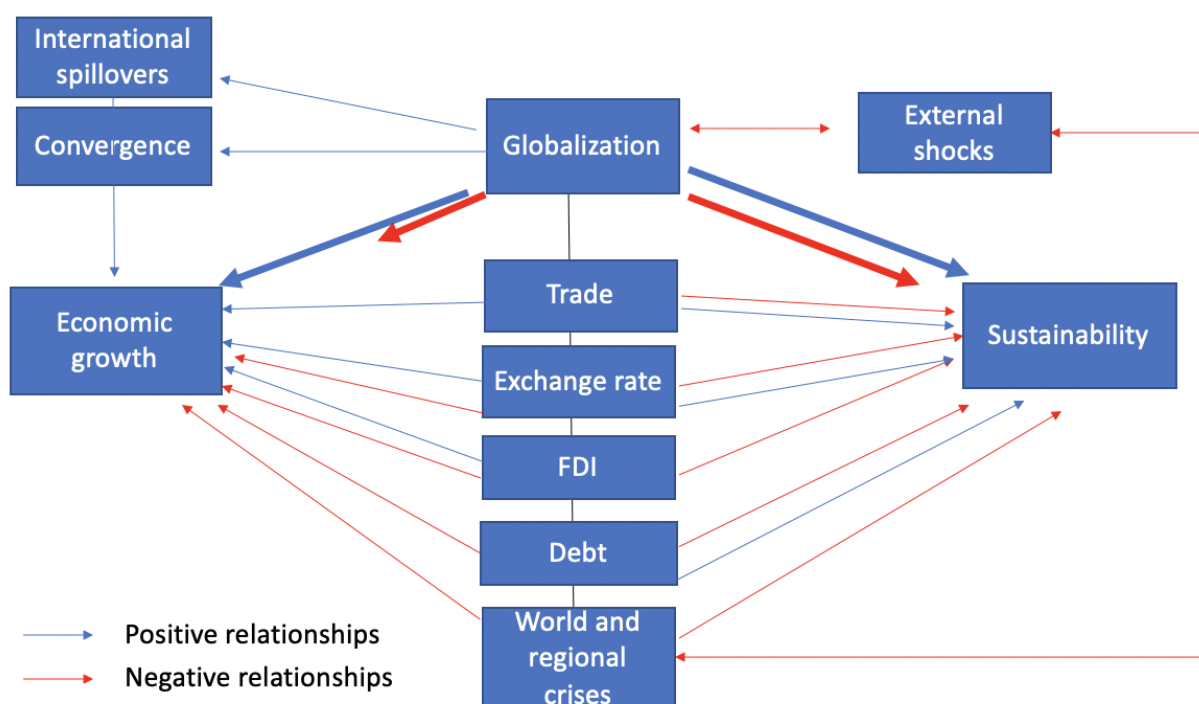 International
spillovers
Convergence
Globalization
External
shocks
Economic
growth
Trade
Sustainability
Exchange rate
FDI
Debt
World and
regional
crises
Positive relationships
Negative relationships